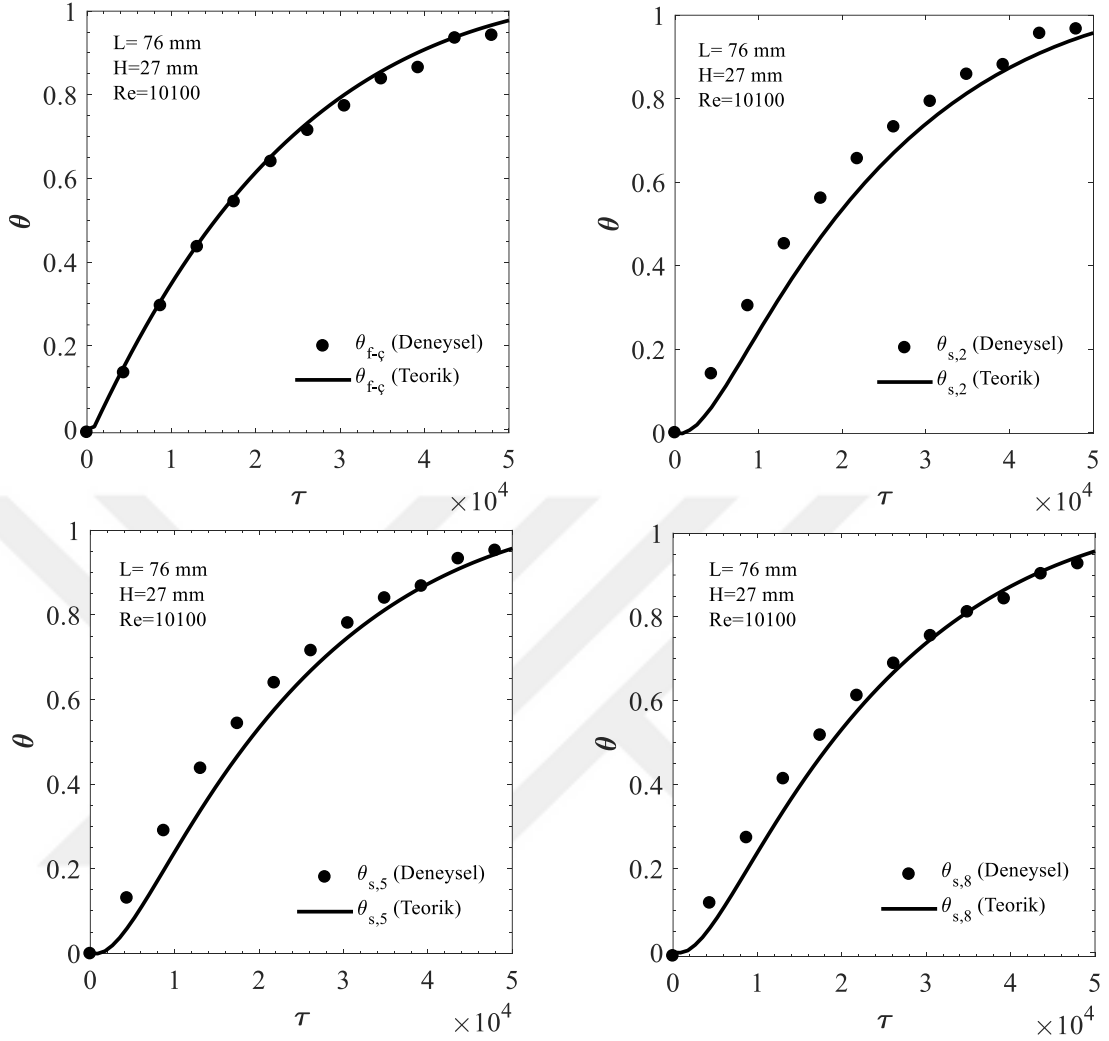 1
0.8
0.6
0.4
0.2
0
θ
L= 76 mm
H=27 mm
Re=10100
θf-ç (Deneysel)
θf-ç (Teorik)
0 1 2 3 4 5
τ
×10^4
1
0.8
0.6
0.4
0.2
0
θ
L= 76 mm
H=27 mm
Re=10100
θs,2 (Deneysel)
θs,2 (Teorik)
0 1 2 3 4 5
τ
×10^4
1
0.8
0.6
0.4
0.2
0
θ
L= 76 mm
H=27 mm
Re=10100
θs,5 (Deneysel)
θs,5 (Teorik)
0 1 2 3 4 5
τ
×10^4
1
0.8
0.6
0.4
0.2
0
θ
L= 76 mm
H=27 mm
Re=10100
θs,8 (Deneysel)
θs,8 (Teorik)
0 1 2 3 4 5
τ
×10^4